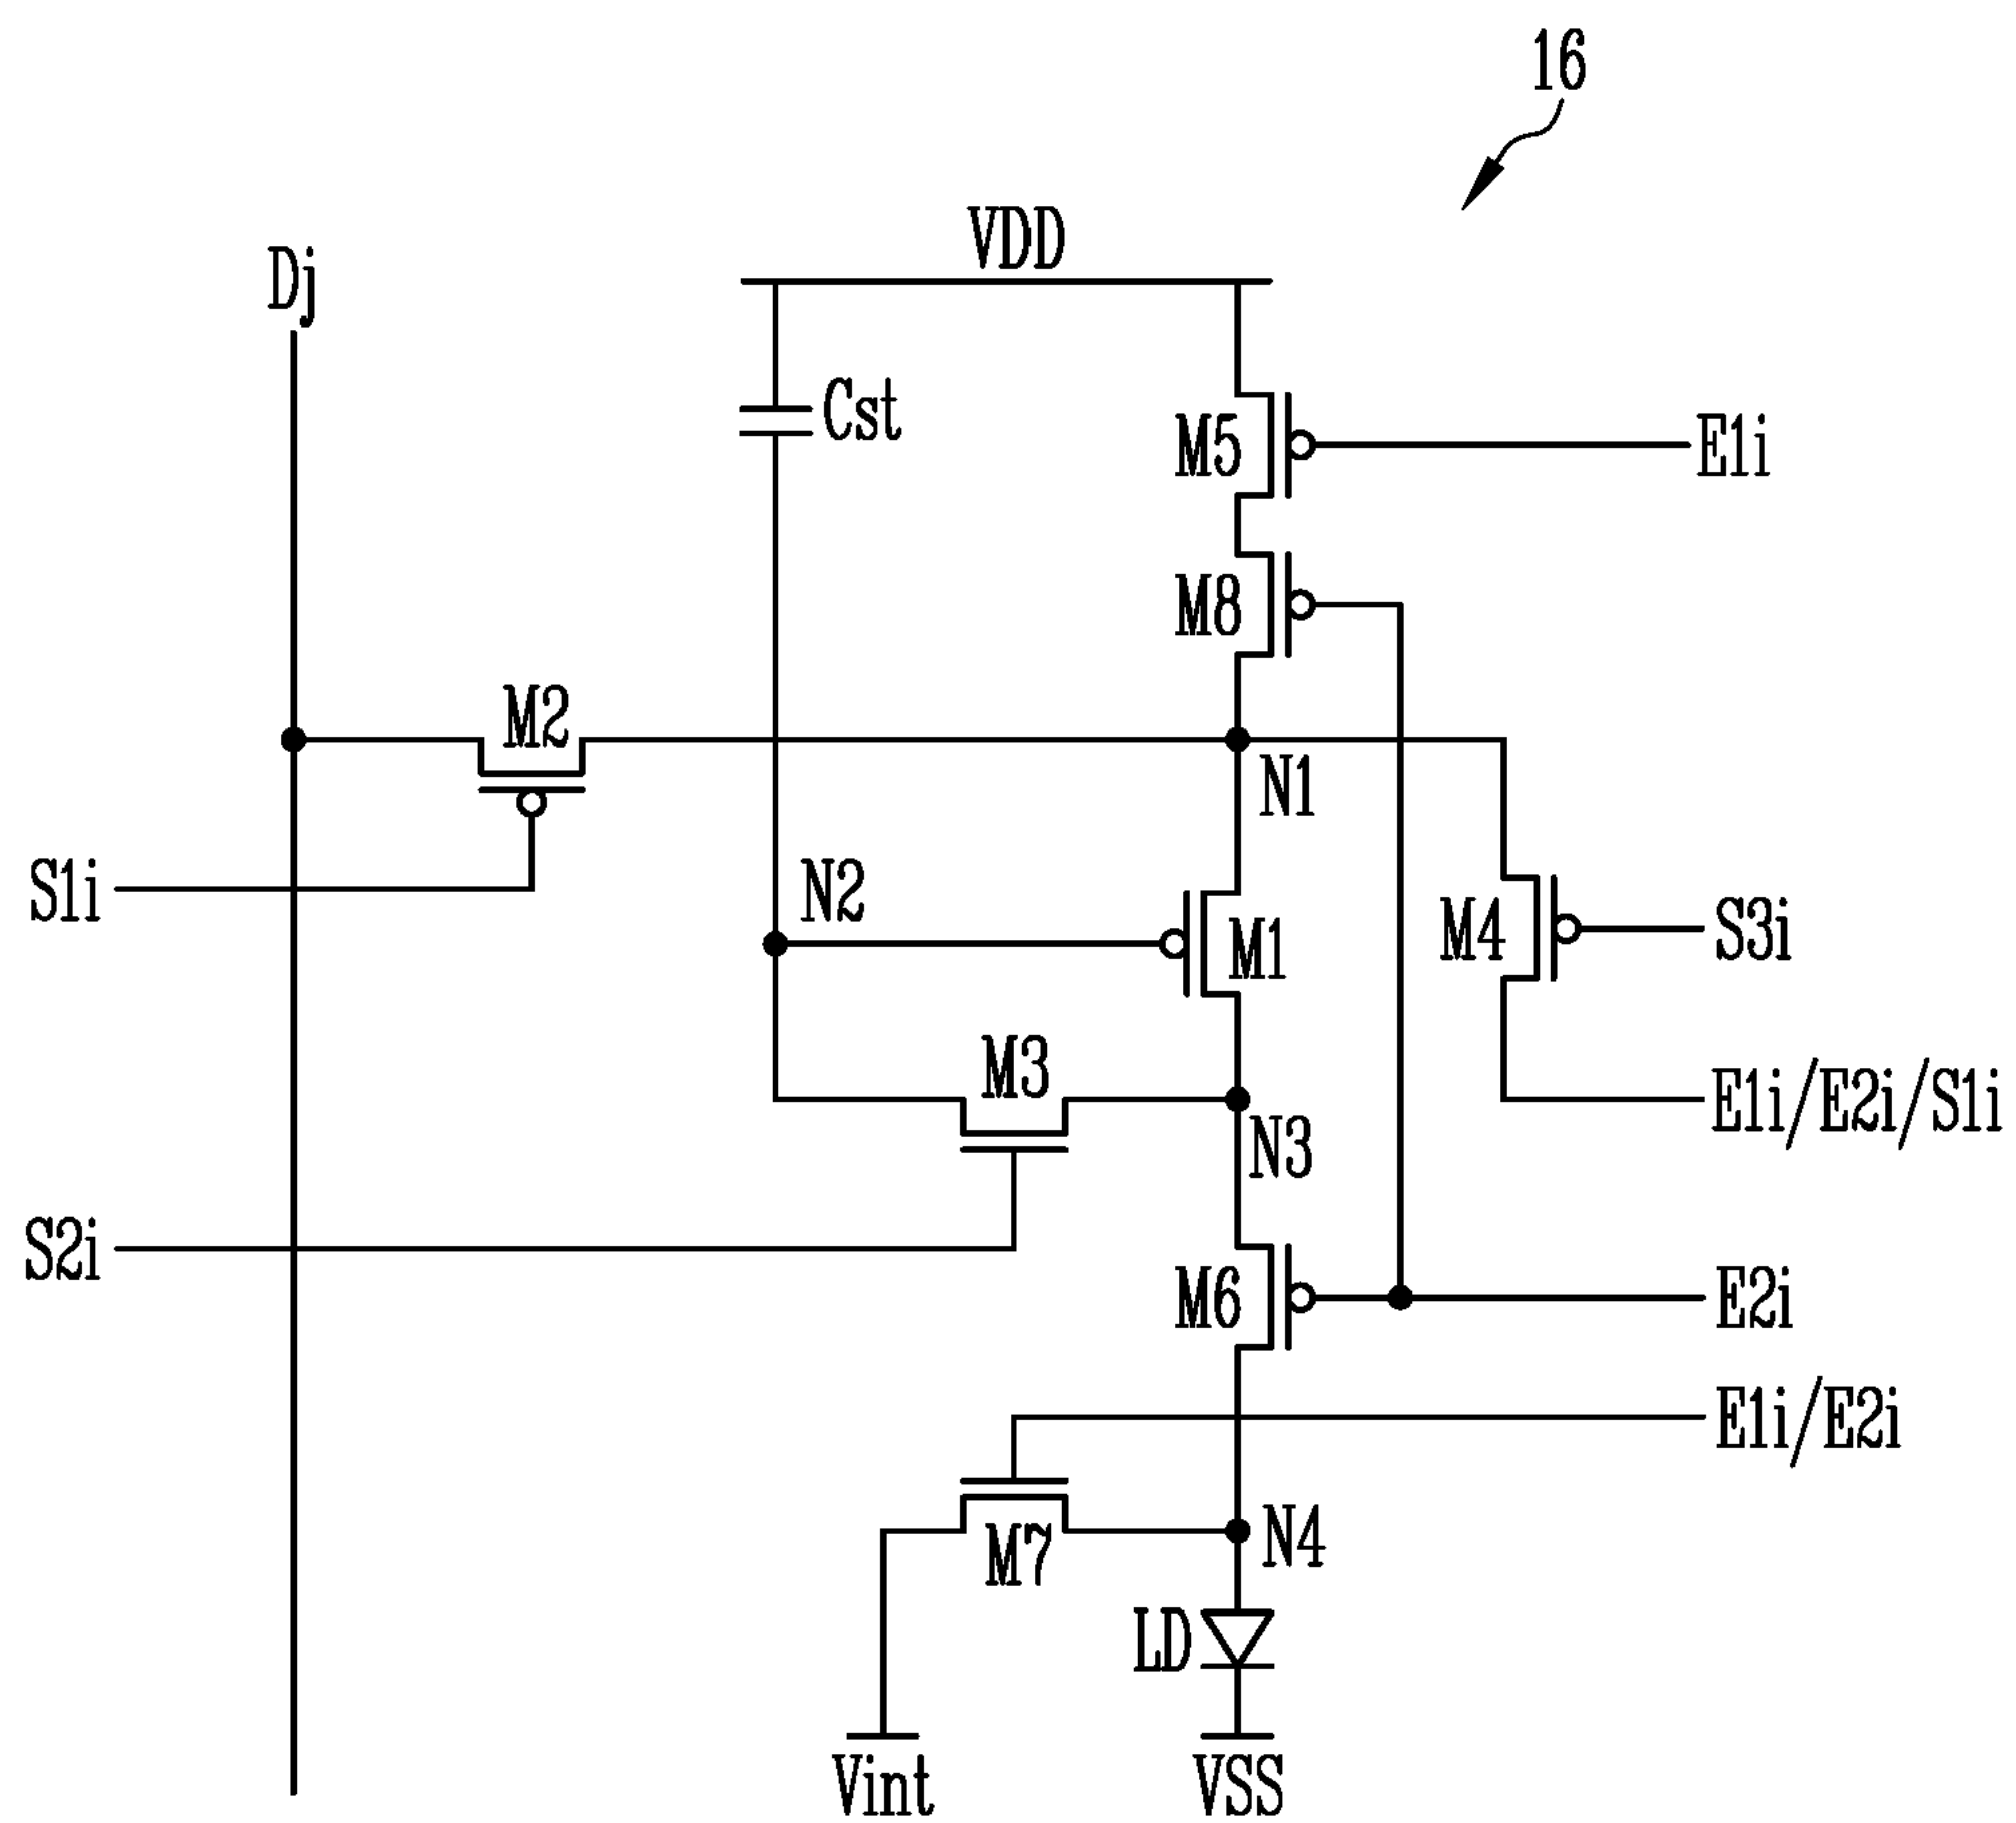 16
VDD
Dj
Cst
M5
E1i
M8
M2
N1
S1i
N2
M1
M4
S3i
M3
E1i/E2i/S1i
N3
S2i
M6
E2i
E1i/E2i
M7
N4
LD
Vint
VSS